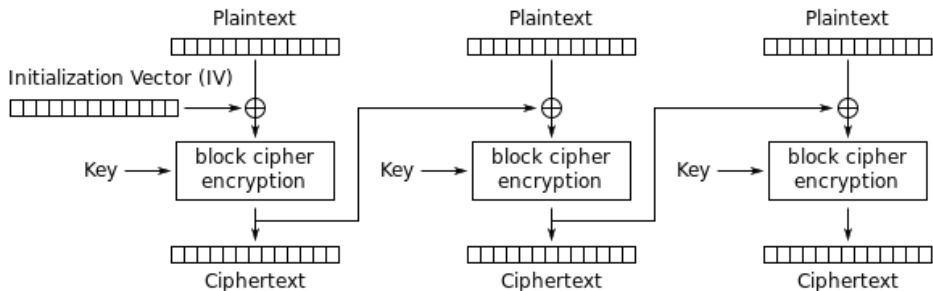 Plaintext
Plaintext
Plaintext
Initialization Vector (IV)
Key
block cipher
encryption
Key
block cipher
encryption
Key
block cipher
encryption
Ciphertext
Ciphertext
Ciphertext